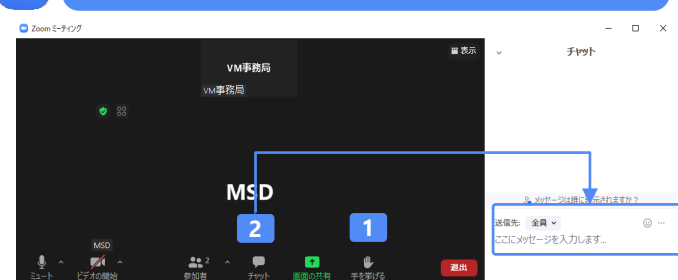 Zoom ミーティング
チャット
表示
VM事務局
VM事務局
MSD
2
1
メッセージは誰に表示されますか？
送信先: 全員
ここにメッセージを入力します...
MSD
2
ミュート
ビデオの開始
参加者
チャット
画面の共有
手を挙げる
退出